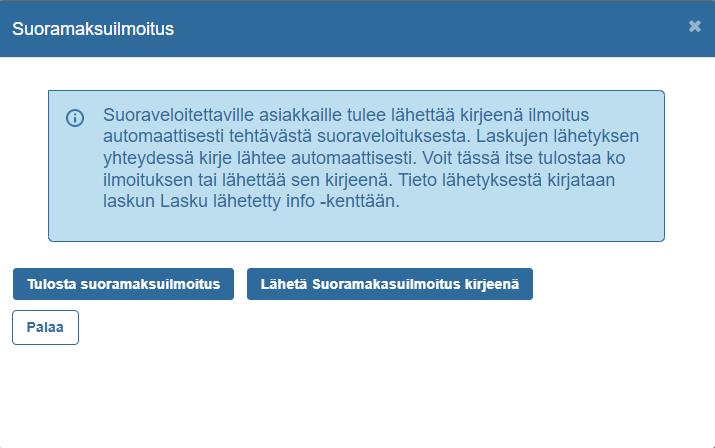 Suoramaksuilmoitus
Suoraveloitettaville asiakkaille tulee lähettää kirjeenä ilmoitus
automaattisesti tehtävästä suoraveloituksesta. Laskujen lähetyksen
yhteydessä kirje lähtee automaattisesti. Voit tässä itse tulostaa ko
ilmoituksen tai lähettää sen kirjeenä. Tieto lähetyksestä kirjataan
laskun Lasku lähetetty info -kenttään.
Tulosta suoramaksuilmoitus
Lähetä Suoramakasuilmoitus kirjeenä
Palaa